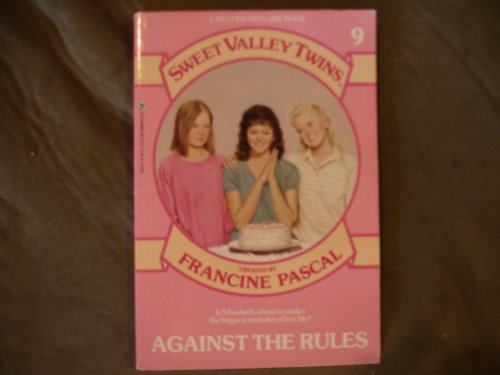 A BANTAM SKYLARK BOOK
9
SWEET VALLEY TWINS
CREATED BY
FRANCINE PASCAL
Is Elizabeth about to make
the biggest mistake of her life?
AGAINST THE RULES